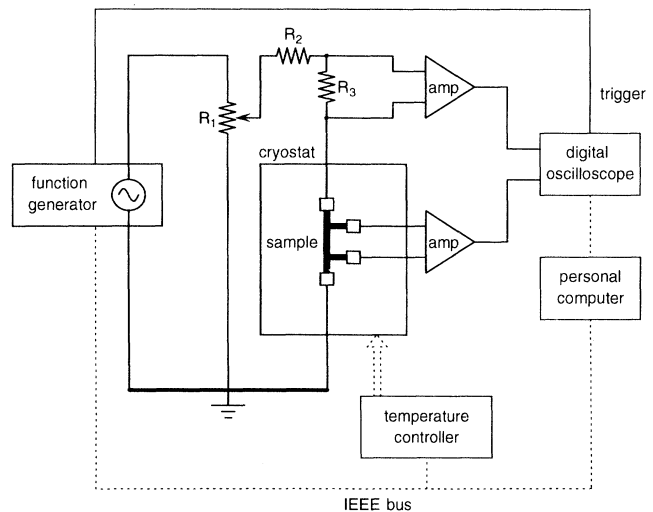 R2
R3
amp
trigger
R1
cryostat
digital
oscilloscope
function
generator
sample
amp
personal
computer
temperature
controller
IEEE bus